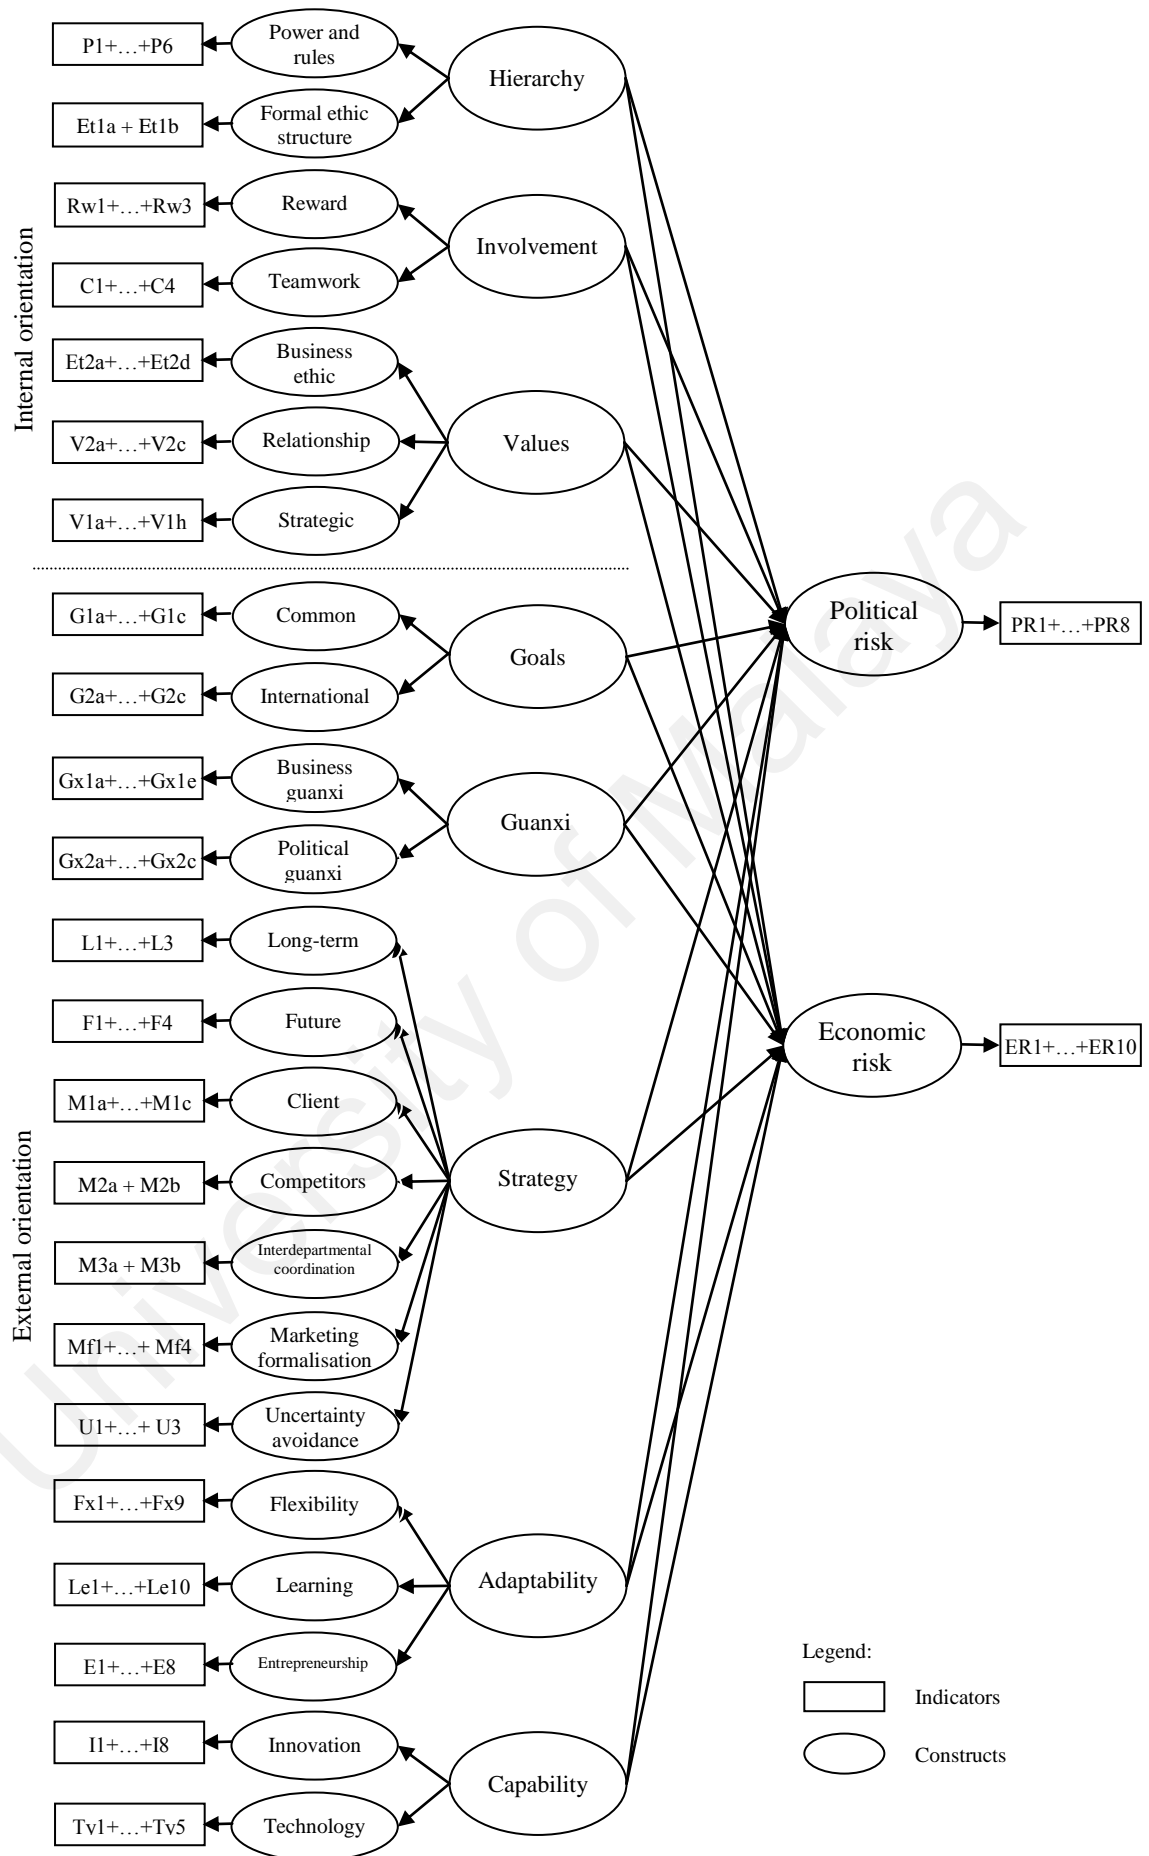 Internal orientation
P1+…+P6
Power and
rules
Hierarchy
Et1a + Et1b
Formal ethic
structure
Rw1+…+Rw3
Reward
Involvement
C1+…+C4
Teamwork
Et2a+…+Et2d
Business
ethic
V2a+…+V2c
Relationship
Values
V1a+…+V1h
Strategic
External orientation
G1a+…+G1c
Common
Goals
G2a+…+G2c
International
Gx1a+…+Gx1e
Business
guanxi
Guanxi
Gx2a+…+Gx2c
Political
guanxi
L1+…+L3
Long-term
F1+…+F4
Future
M1a+…+M1c
Client
M2a + M2b
Competitors
Strategy
M3a + M3b
Interdepartmental
coordination
Mf1+…+ Mf4
Marketing
formalisation
U1+…+ U3
Uncertainty
avoidance
Fx1+…+Fx9
Flexibility
Le1+…+Le10
Learning
Adaptability
E1+…+E8
Entrepreneurship
I1+…+I8
Innovation
Capability
Tv1+…+Tv5
Technology
Political
risk
PR1+…+PR8
Economic
risk
ER1+…+ER10
Legend:
Indicators
Constructs
University of Malaya